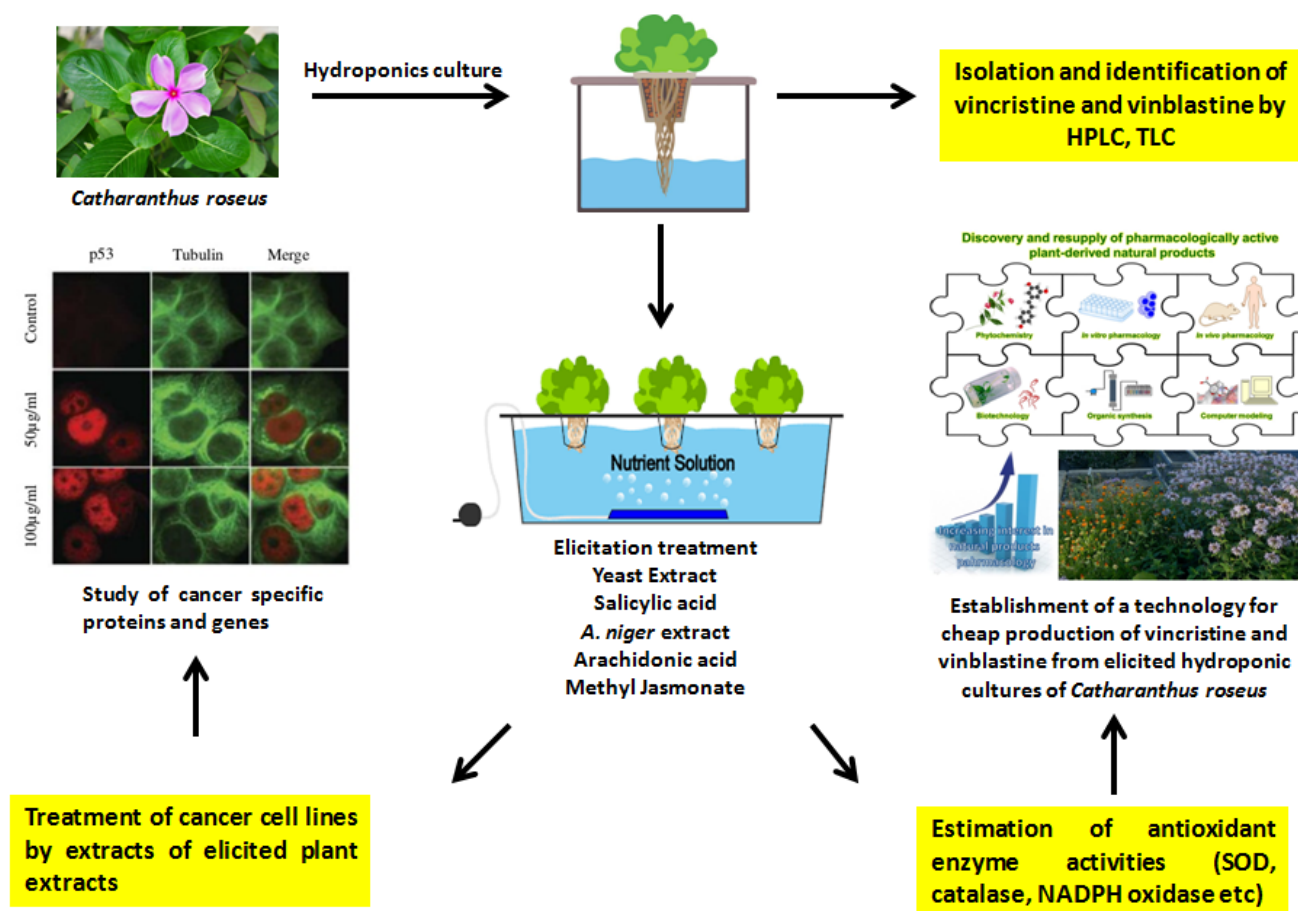 Hydroponics culture
Catharanthus roseus
Isolation and identification of
vincristine and vinblastine by
HPLC, TLC
p53 Tubulin Merge
Control
50µg/ml
100µg/ml
Study of cancer specific
proteins and genes
Treatment of cancer cell lines
by extracts of elicited plant
extracts
Nutrient Solution
Elicitation treatment
Yeast Extract
Salicylic acid
A. niger extract
Arachidonic acid
Methyl Jasmonate
Discovery and resupply of pharmacologically active
plant-derived natural products
Phytochemistry
In vitro pharmacology
In vivo pharmacology
Biotechnology
Organic synthesis
Computer modeling
Increasing interest in
natural products
pahrmacology
Establishment of a technology for
cheap production of vincristine and
vinblastine from elicited hydroponic
cultures of Catharanthus roseus
Estimation of antioxidant
enzyme activities (SOD,
catalase, NADPH oxidase etc)